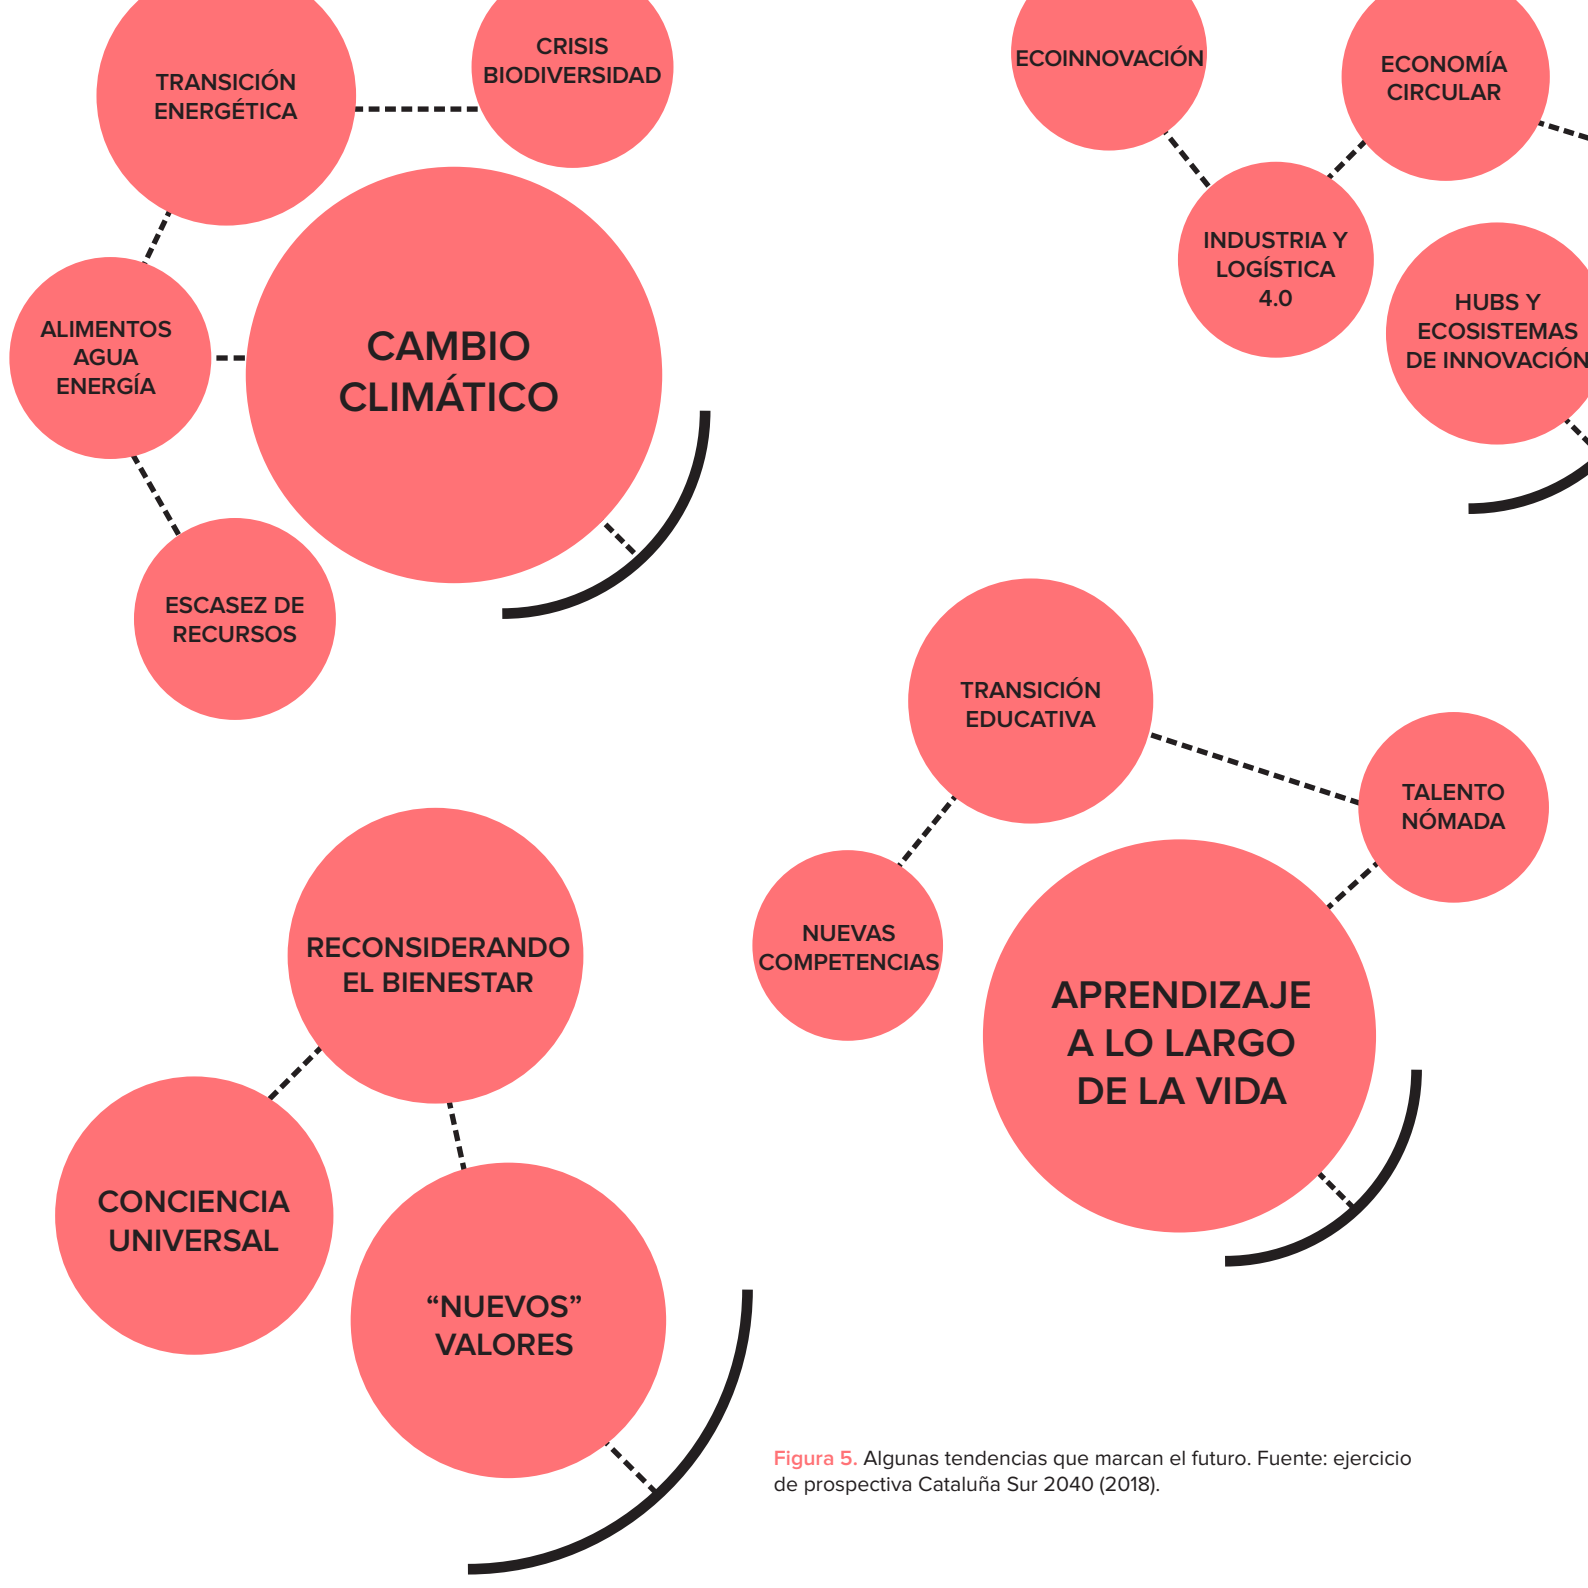 TRANSICIÓN
ENERGÉTICA
CRISIS
BIODIVERSIDAD
ALIMENTOS
AGUA
ENERGÍA
CAMBIO
CLIMÁTICO
ESCASEZ DE
RECURSOS
ECOINNOVACIÓN
ECONOMÍA
CIRCULAR
INDUSTRIA Y
LOGÍSTICA
4.0
HUBS Y
ECOSISTEMAS
DE INNOVACIÓN
TRANSICIÓN
EDUCATIVA
TALENTO
NÓMADA
NUEVAS
COMPETENCIAS
APRENDIZAJE
A LO LARGO
DE LA VIDA
RECONSIDERANDO
EL BIENESTAR
CONCIENCIA
UNIVERSAL
“NUEVOS”
VALORES
Figura 5. Algunas tendencias que marcan el futuro. Fuente: ejercicio
de prospectiva Cataluña Sur 2040 (2018).